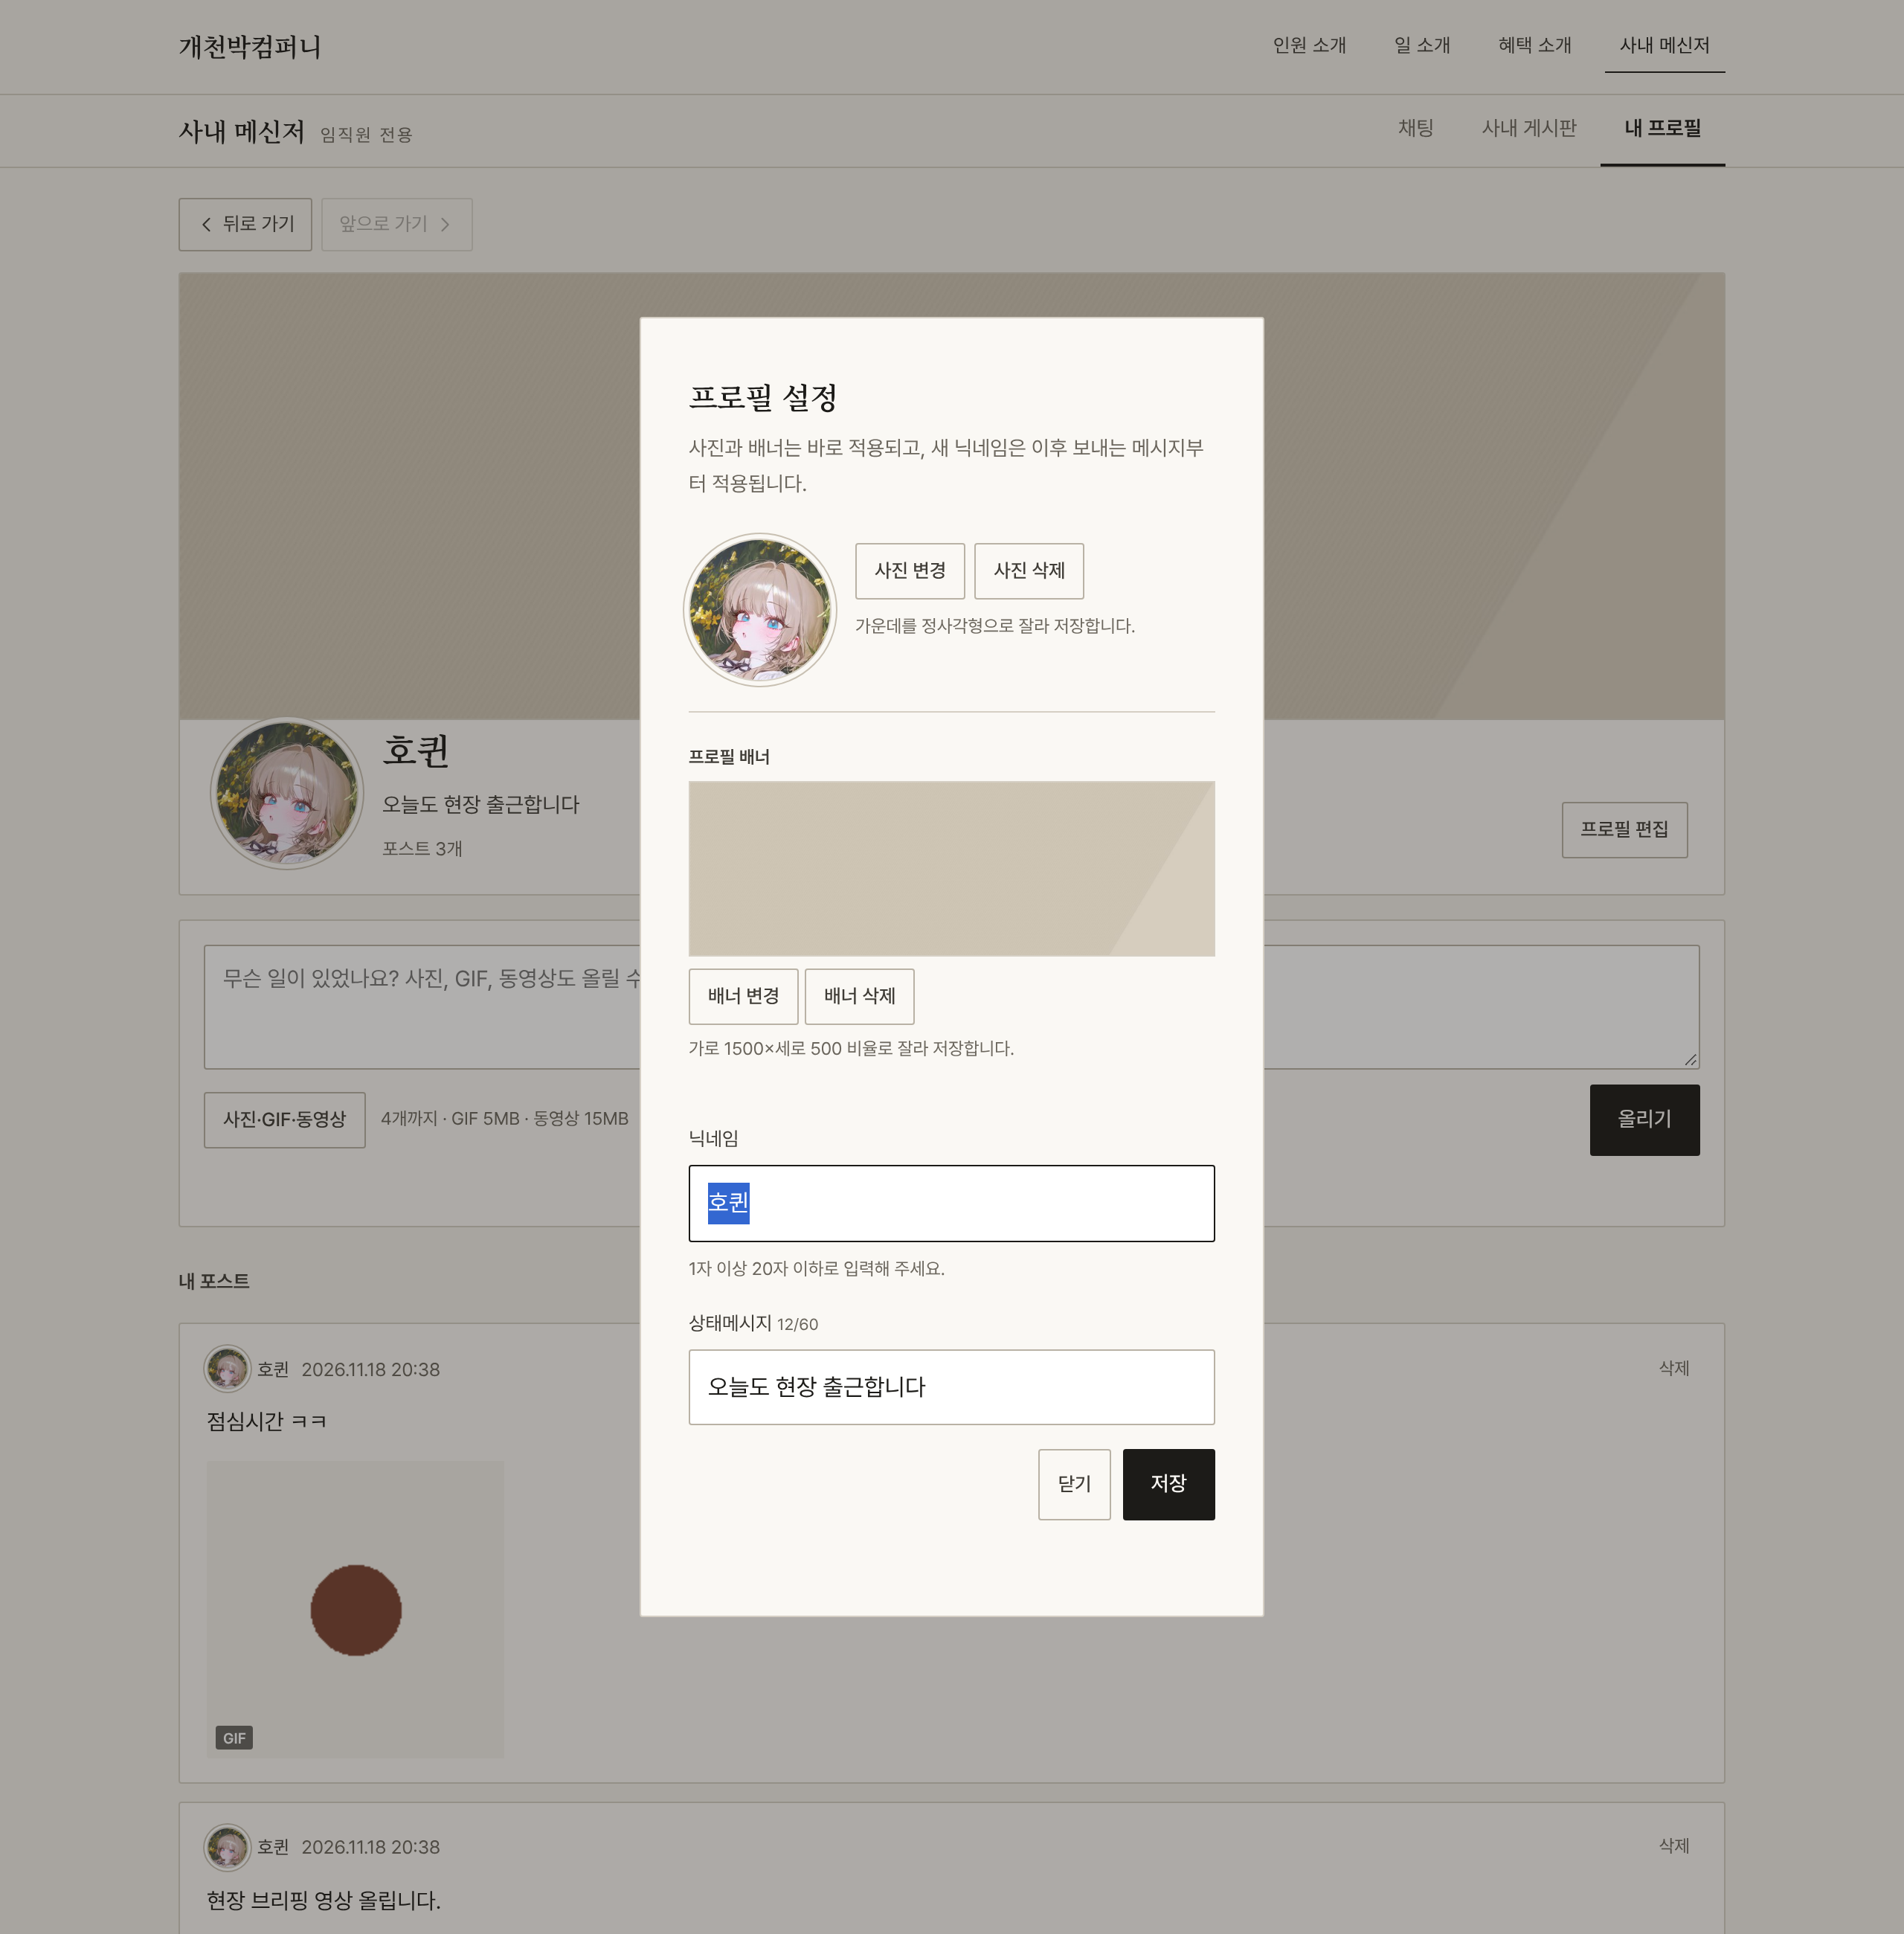 개천박컴퍼니
인원 소개 일 소개 혜택 소개 사내 메신저
사내 메신저 임직원 전용
채팅 사내 게시판 내 프로필
뒤로 가기 앞으로 가기
프로필 설정
사진과 배너는 바로 적용되고, 새 닉네임은 이후 보내는 메시지부
터 적용됩니다.
사진 변경 사진 삭제
가운데를 정사각형으로 잘라 저장합니다.
호퀸
오늘도 현장 출근합니다
포스트 3개
프로필 편집
프로필 배너
배너 변경 배너 삭제
가로 1500×세로 500 비율로 잘라 저장합니다.
무슨 일이 있었나요? 사진, GIF, 동영상도 올릴 수
사진·GIF·동영상 4개까지 · GIF 5MB · 동영상 15MB
올리기
닉네임
호퀸
1자 이상 20자 이하로 입력해 주세요.
상태메시지 12/60
오늘도 현장 출근합니다
닫기 저장
내 포스트
호퀸 2026.11.18 20:38 삭제
점심시간 ㅋㅋ
GIF
호퀸 2026.11.18 20:38 삭제
현장 브리핑 영상 올립니다.